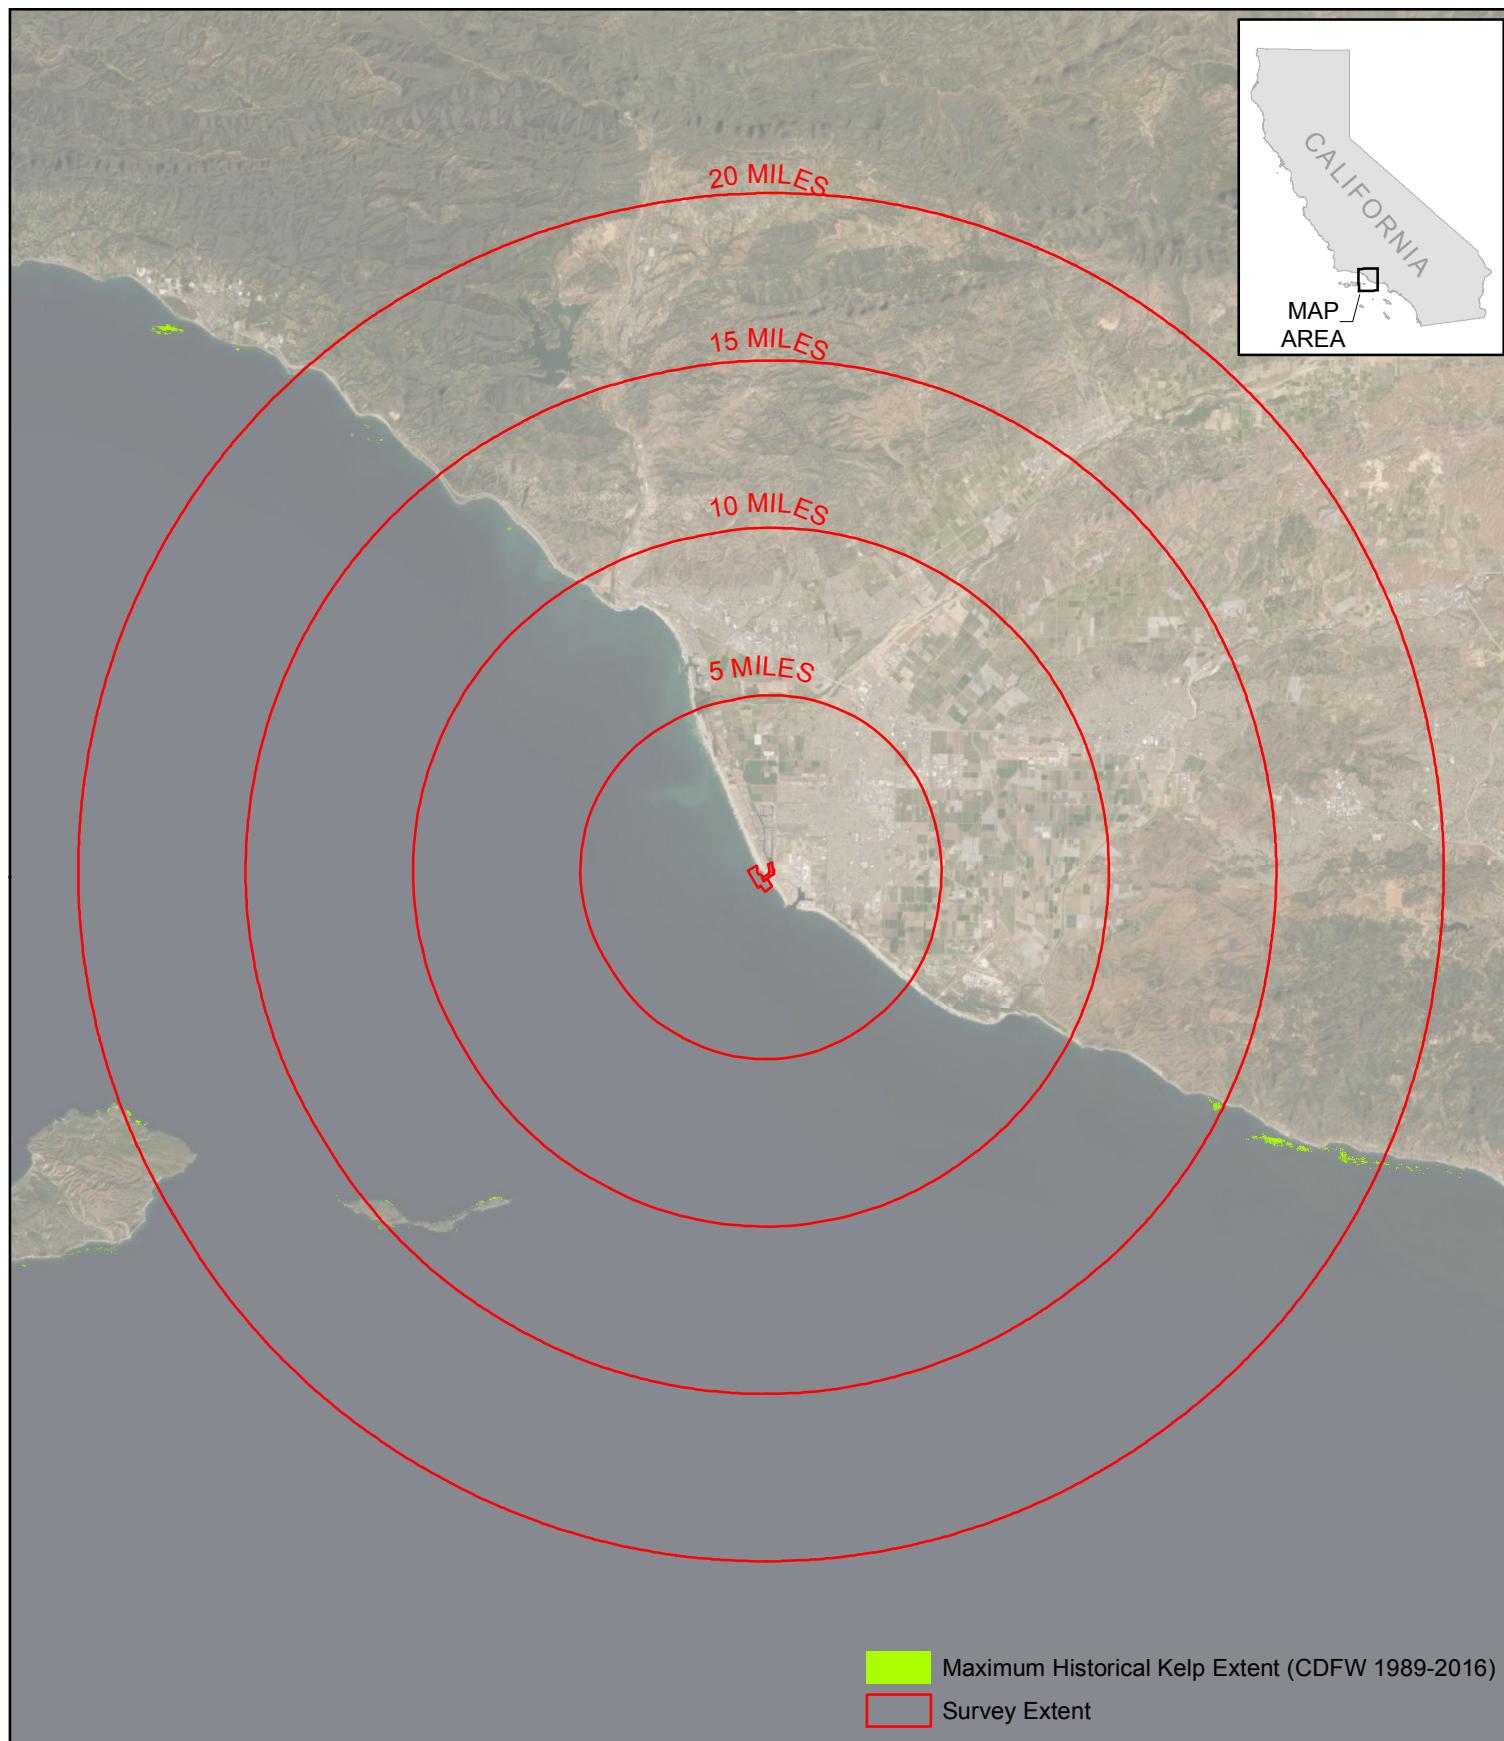 20 MILES
15 MILES
10 MILES
5 MILES
CALIFORNIA
MAP
AREA
Maximum Historical Kelp Extent (CDFW 1989-2016)
Survey Extent